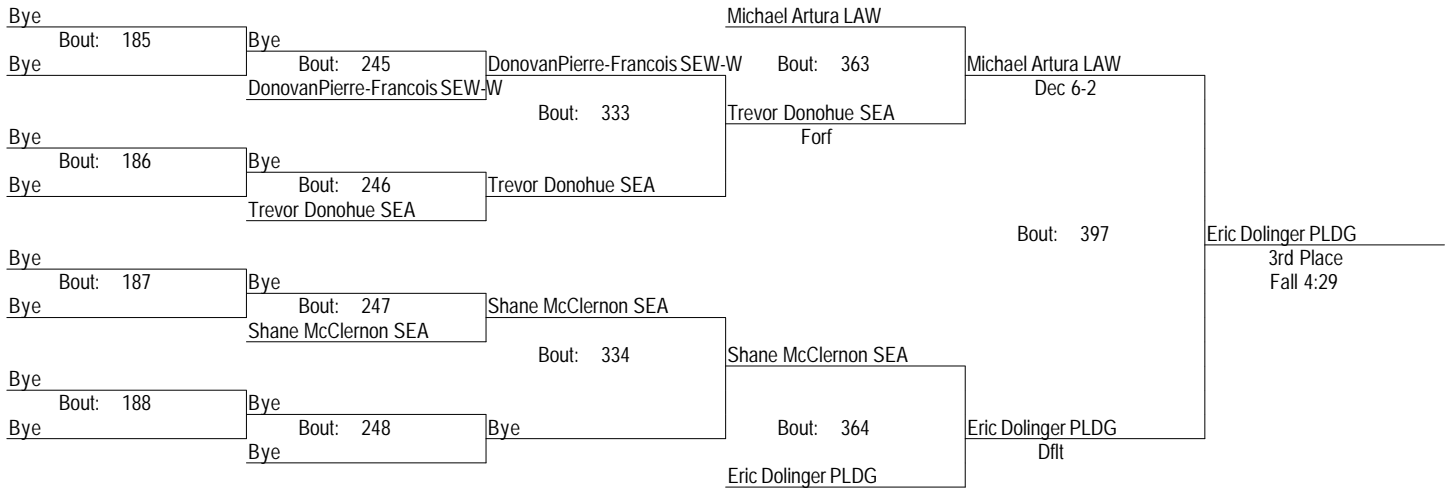 Bye Michael Artura LAW
Bout: 185 Bye
Bye Bout: 245 DonovanPierre-Francois SEW-W Bout: 363 Michael Artura LAW
DonovanPierre-Francois SEW-W Dec 6-2
Bout: 333 Trevor Donohue SEA
Bye Forf
Bout: 186 Bye
Bye Bout: 246 Trevor Donohue SEA
Trevor Donohue SEA
Bout: 397 Eric Dolinger PLDG
Bye 3rd Place
Bout: 187 Bye Fall 4:29
Bye Bout: 247 Shane McClernon SEA
Shane McClernon SEA
Bout: 334 Shane McClernon SEA
Bye
Bout: 188 Bye
Bye Bout: 248 Bye Bout: 364 Eric Dolinger PLDG
Bye Dflt
Eric Dolinger PLDG